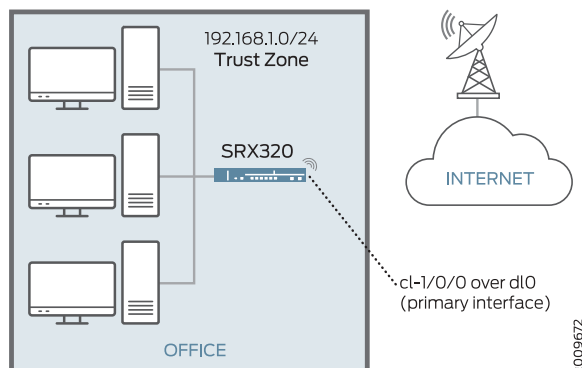 192.168.1.0/24
Trust Zone
SRX320
INTERNET
cl-1/0/0 over dl0
(primary interface)
OFFICE
009672